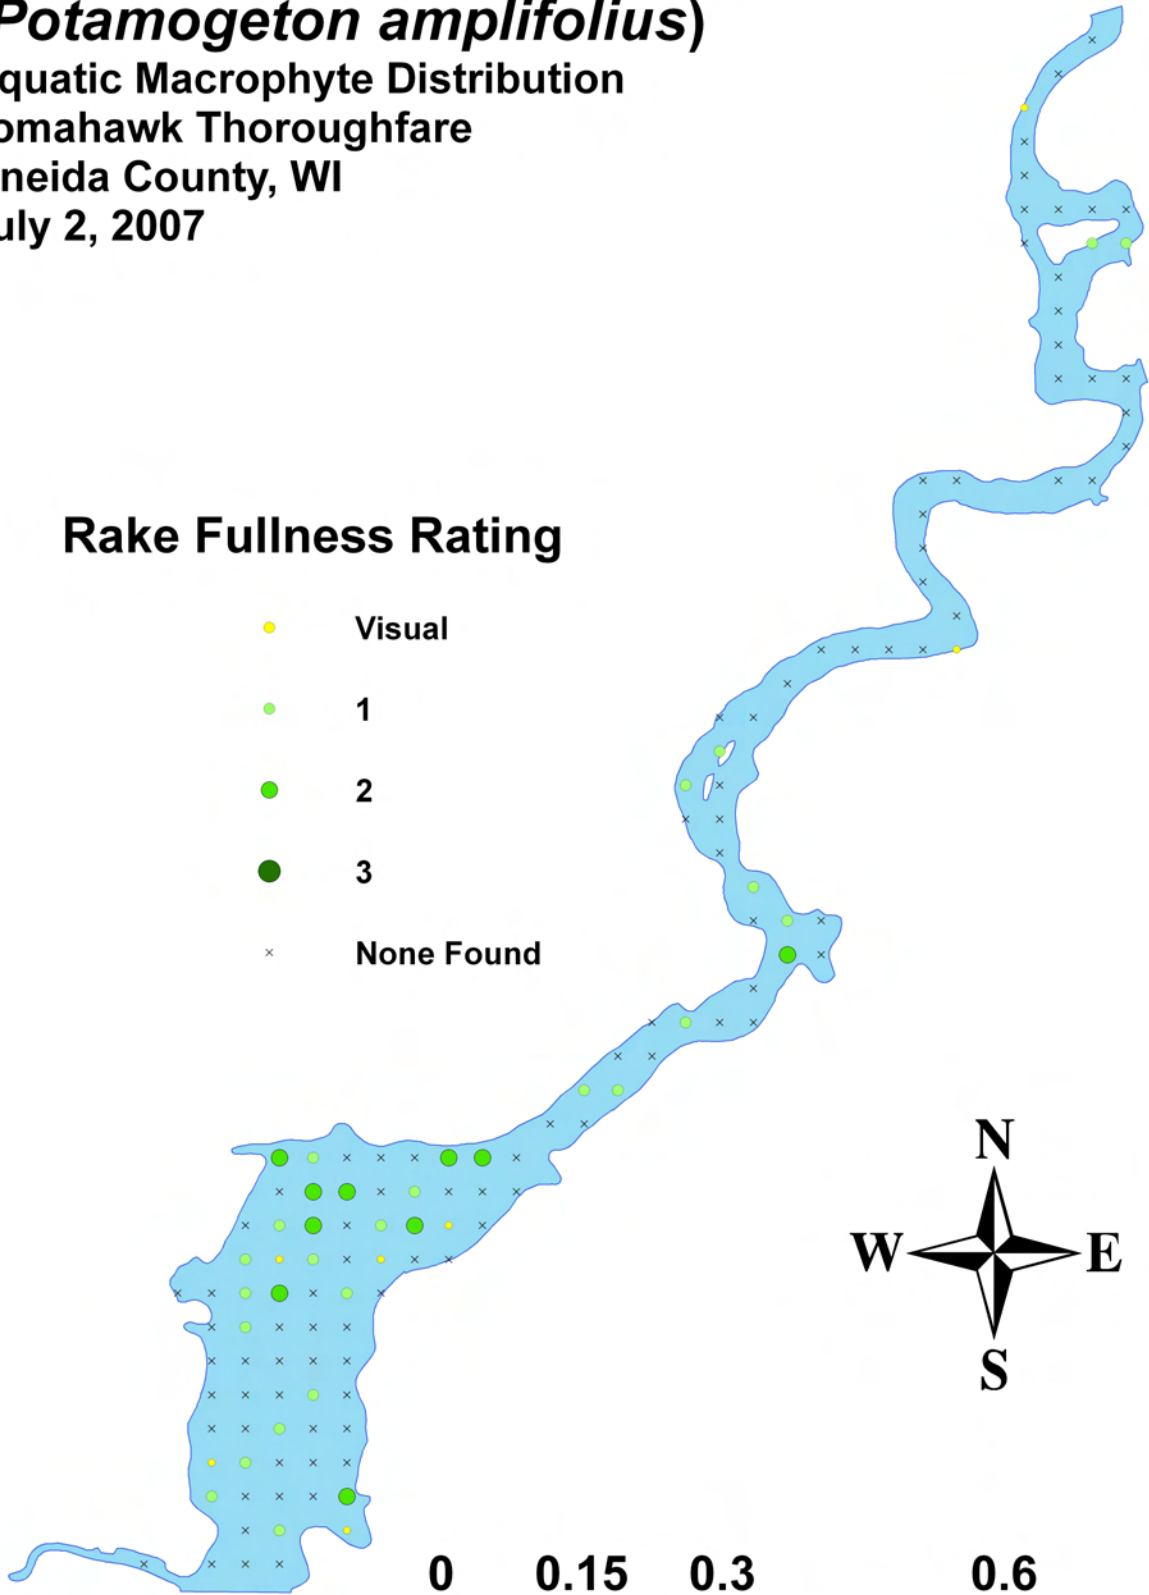 Potamogeton amplifolius)
quatic Macrophyte Distribution
omahawk Thoroughfare
neida County, WI
uly 2, 2007
Rake Fullness Rating
Visual
1
2
3
None Found
N
W E
S
0 0.15 0.3 0.6